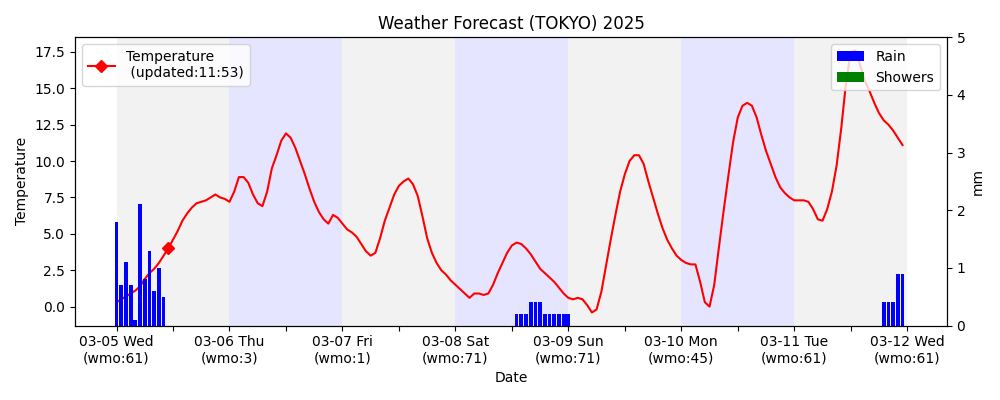 Weather Forecast (TOKYO) 2025
Temperature
(updated:11:53)
Rain
Showers
17.5
15.0
12.5
10.0
7.5
5.0
2.5
0.0
Temperature
5
4
3
2
1
0
mm
03-05 Wed
(wmo:61)
03-06 Thu
(wmo:3)
03-07 Fri
(wmo:1)
03-08 Sat
(wmo:71)
03-09 Sun
(wmo:71)
03-10 Mon
(wmo:45)
03-11 Tue
(wmo:61)
03-12 Wed
(wmo:61)
Date